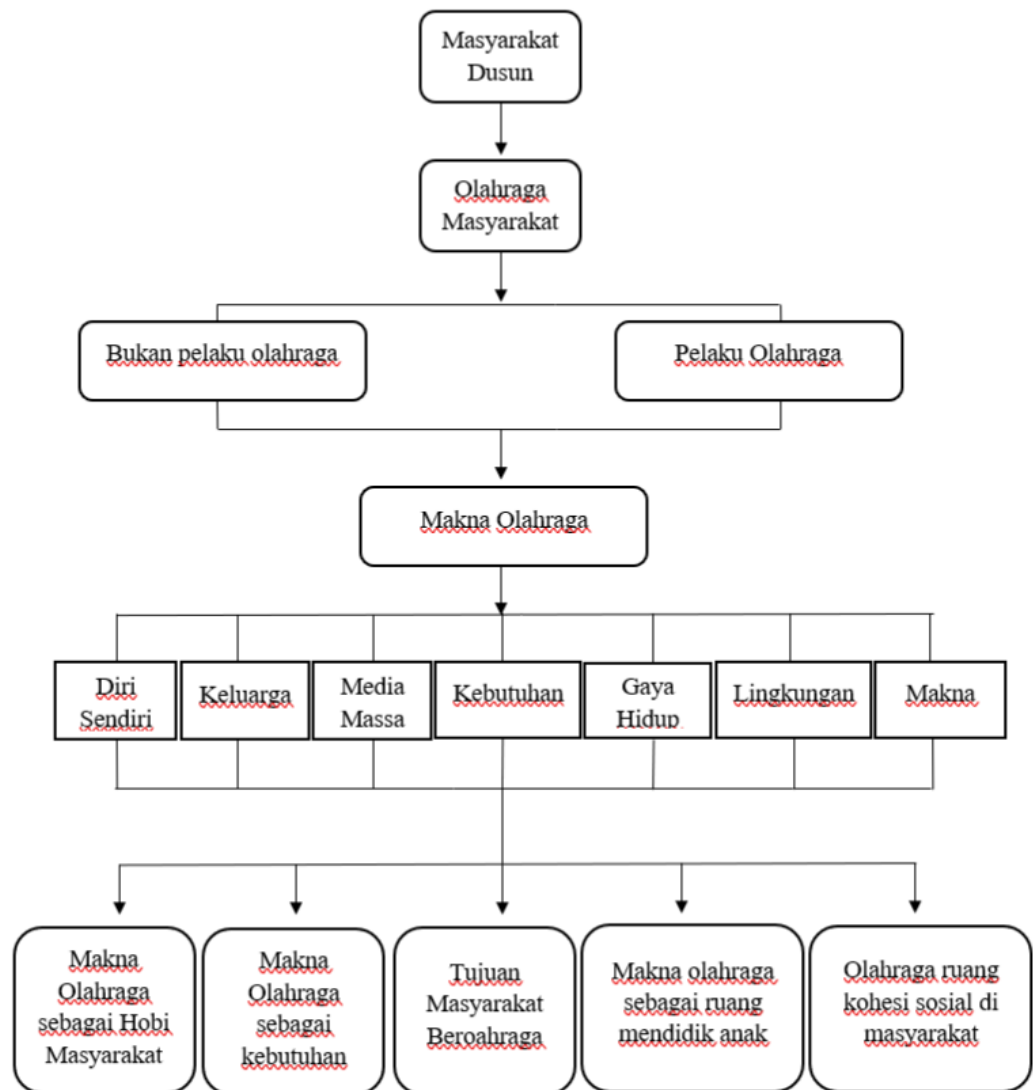 Masyarakat
Dusun
Olahraga
Masyarakat
Bukan pelaku olahraga
Pelaku Olahraga
Makna Olahraga
Diri
Sendiri
Keluarga
Media
Massa
Kebutuhan
Gaya
Hidup
Lingkungan
Makna
Makna
Olahraga
sebagai Hobi
Masyarakat
Makna
Olahraga
sebagai
kebutuhan
Tujuan
Masyarakat
Beroahraga
Makna olahraga
sebagai ruang
mendidik anak
Olahraga ruang
kohesi sosial di
masyarakat